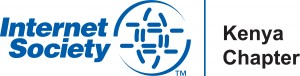 Internet
Society
TM
Kenya
Chapter